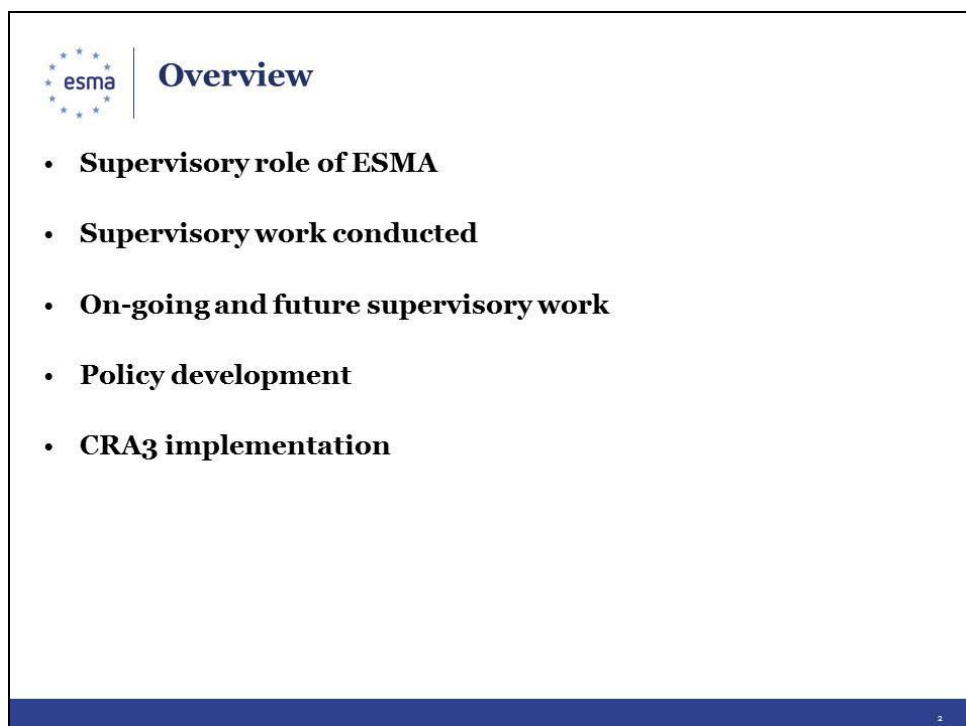 esma
Overview
• Supervisory role of ESMA
• Supervisory work conducted
• On-going and future supervisory work
• Policy development
• CRA3 implementation
2